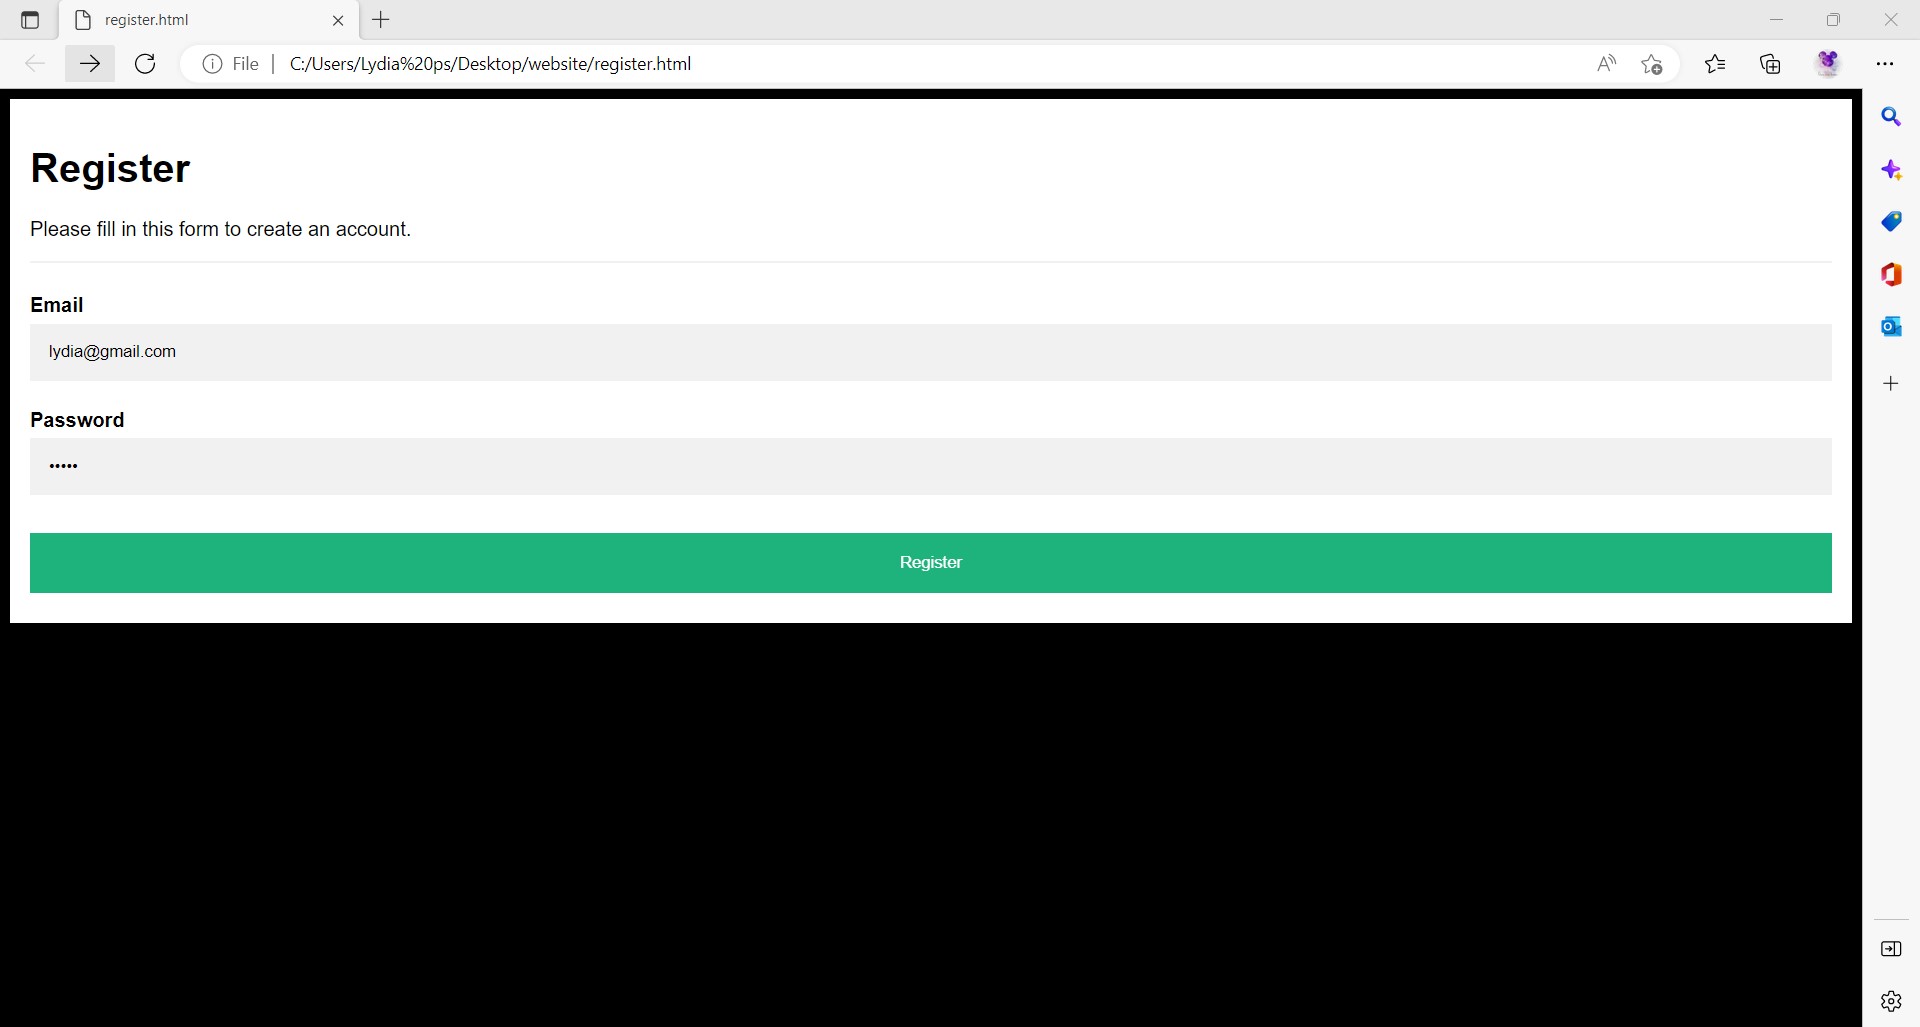 register.html
File
C:/Users/Lydia%20ps/Desktop/website/register.html
Register
Please fill in this form to create an account.
Email
lydia@gmail.com
Password
•••••
Register